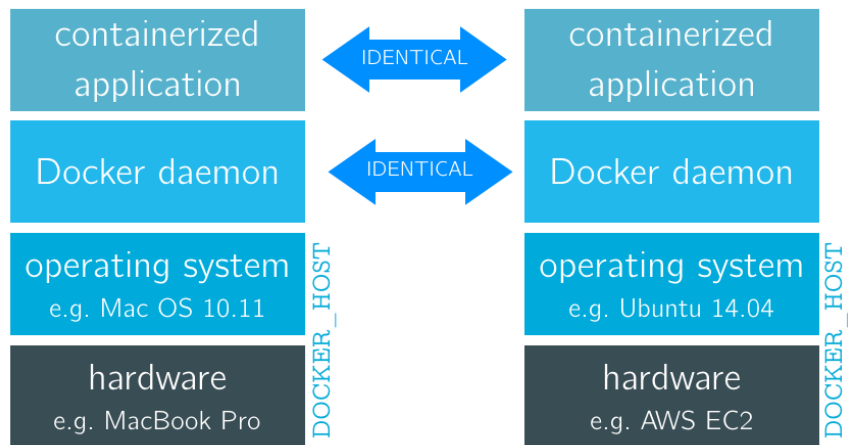 containerized
application
IDENTICAL
containerized
application
Docker daemon
IDENTICAL
Docker daemon
operating system
e.g. Mac OS 10.11
operating system
e.g. Ubuntu 14.04
hardware
e.g. MacBook Pro
DOCKER_HOST
hardware
e.g. AWS EC2
DOCKER_HOST